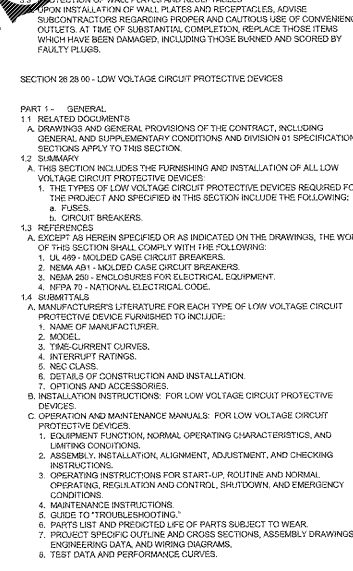 PROTECTION OF WALL PLATES AND RECEPTACLES
UPON INSTALLATION OF WALL PLATES AND RECEPTACLES, ADVISE
SUBCONTRACTORS REGARDING PROPER AND CAUTIOUS USE OF CONVENIENC
OUTLETS. AT TIME OF SUBSTANTIAL COMPLETION, REPLACE THOSE ITEMS
WHICH HAVE BEEN DAMAGED, INCLUDING THOSE BURNED AND SCORED BY
FAULTY PLUGS.
SECTION 26 28 00 - LOW VOLTAGE CIRCUIT PROTECTIVE DEVICES
PART 1 - GENERAL
1.1 RELATED DOCUMENTS
A. DRAWINGS AND GENERAL PROVISIONS OF THE CONTRACT, INCLUDING
GENERAL AND SUPPLEMENTARY CONDITIONS AND DIVISION 01 SPECIFICATION
SECTIONS APPLY TO THIS SECTION.
1.2 SUMMARY
A. THIS SECTION INCLUDES THE FURNISHING AND INSTALLATION OF ALL LOW
VOLTAGE CIRCUIT PROTECTIVE DEVICES:
1. THE TYPES OF LOW VOLTAGE CIRCUIT PROTECTIVE DEVICES REQUIRED FO
THE PROJECT AND SPECIFIED IN THIS SECTION INCLUDE THE FOLLOWING:
a. FUSES.
b. CIRCUIT BREAKERS.
1.3 REFERENCES
A. EXCEPT AS HEREIN SPECIFIED OR AS INDICATED ON THE DRAWINGS, THE WO
OF THIS SECTION SHALL COMPLY WITH THE FOLLOWING:
1. UL 489 - MOLDED CASE CIRCUIT BREAKERS.
2. NEMA AB1 - MOLDED CASE CIRCUIT BREAKERS.
3. NEMA 250 - ENCLOSURES FOR ELECTRICAL EQUIPMENT.
4. NFPA 70 - NATIONAL ELECTRICAL CODE.
1.4 SUBMITTALS
A. MANUFACTURER'S LITERATURE FOR EACH TYPE OF LOW VOLTAGE CIRCUIT
PROTECTIVE DEVICE FURNISHED TO INCLUDE:
1. NAME OF MANUFACTURER.
2. MODEL.
3. TIME-CURRENT CURVES.
4. INTERRUPT RATINGS.
5. NEC CLASS.
6. DETAILS OF CONSTRUCTION AND INSTALLATION.
7. OPTIONS AND ACCESSORIES.
B. INSTALLATION INSTRUCTIONS: FOR LOW VOLTAGE CIRCUIT PROTECTIVE
DEVICES.
C. OPERATION AND MAINTENANCE MANUALS: FOR LOW VOLTAGE CIRCUIT
PROTECTIVE DEVICES.
1. EQUIPMENT FUNCTION, NORMAL OPERATING CHARACTERISTICS, AND
LIMITING CONDITIONS.
2. ASSEMBLY, INSTALLATION, ALIGNMENT, ADJUSTMENT, AND CHECKING
INSTRUCTIONS.
3. OPERATING INSTRUCTIONS FOR START-UP, ROUTINE AND NORMAL
OPERATING, REGULATION AND CONTROL, SHUTDOWN, AND EMERGENCY
CONDITIONS.
4. MAINTENANCE INSTRUCTIONS.
5. GUIDE TO "TROUBLESHOOTING."
6. PARTS LIST AND PREDICTED LIFE OF PARTS SUBJECT TO WEAR.
7. PROJECT SPECIFIC OUTLINE AND CROSS SECTIONS, ASSEMBLY DRAWINGS
ENGINEERING DATA, AND WIRING DIAGRAMS.
8. TEST DATA AND PERFORMANCE CURVES.